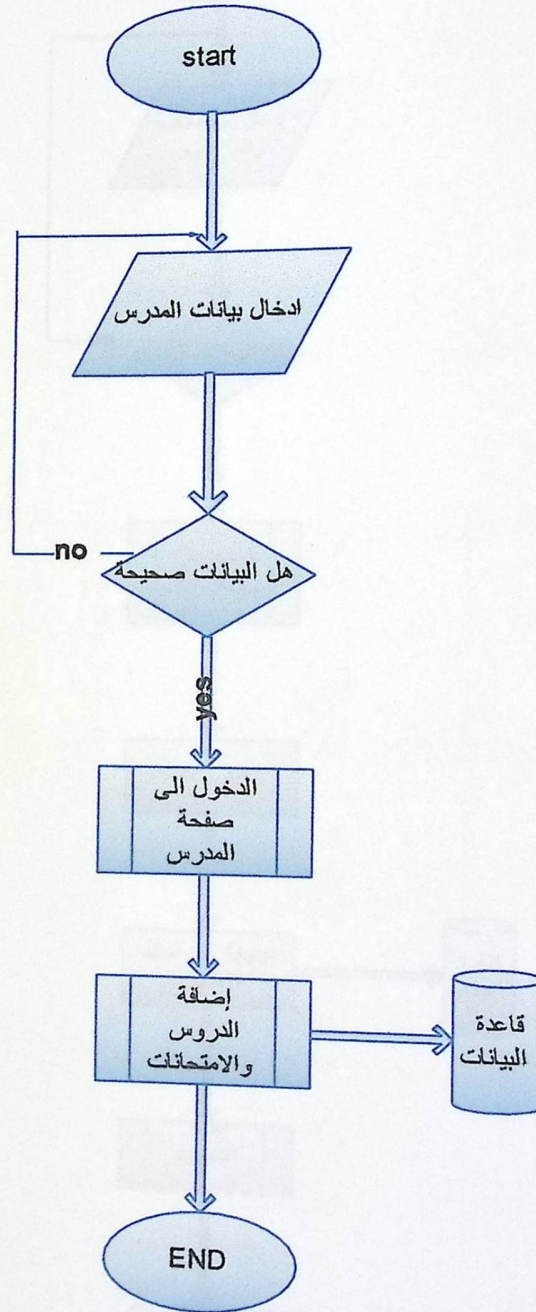 start
ادخال بيانات المدرس
هل البيانات صحيحة
no
yes
الدخول الى
صفحة
المدرس
إضافة
الدروس
والامتحانات
قاعدة
البيانات
END